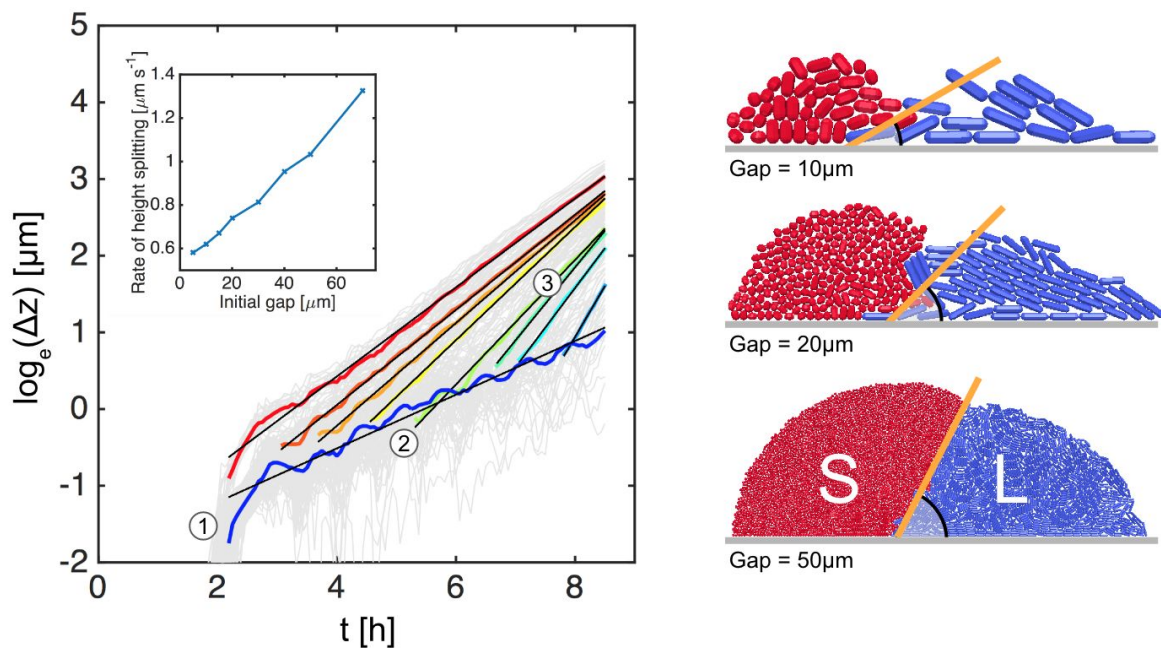 5
4
3
2
1
0
-1
-2
log_e(Δz) [μm]
0
2
4
6
8
t [h]
1.4
1.2
1
0.8
0.6
Rate of height splitting [μm s⁻¹]
0
20
40
60
Initial gap [μm]
1
2
3
Gap = 10µm
Gap = 20µm
S
L
Gap = 50µm